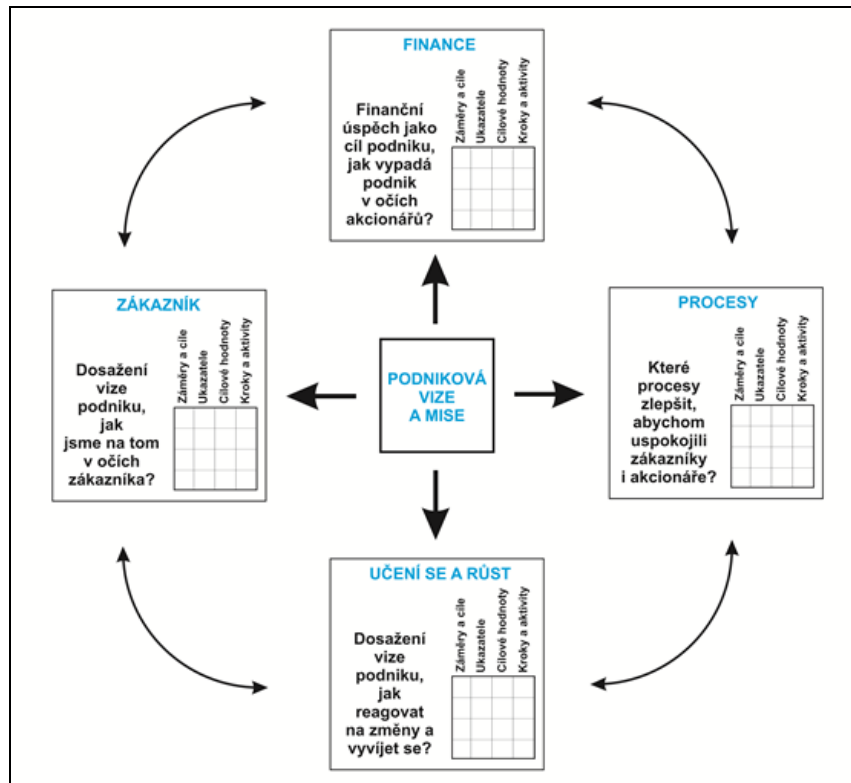 FINANCE
Finanční
úspěch jako
cíl podniku,
jak vypadá
podnik
v očích
akcionářů?
Záměry a cíle
Ukazatele
Cílové hodnoty
Kroky a aktivity
ZÁKAZNÍK
Dosažení
vize
podniku,
jak
jsme na tom
v očích
zákazníka?
Záměry a cíle
Ukazatele
Cílové hodnoty
Kroky a aktivity
PODNIKOVÁ
VIZE
A MISE
PROCESY
Které
procesy
zlepšit,
abychom
uspokojili
zákazníky
i akcionáře?
Záměry a cíle
Ukazatele
Cílové hodnoty
Kroky a aktivity
UČENÍ SE A RŮST
Dosažení
vize
podniku,
jak
reagovat
na změny a
vyvíjet se?
Záměry a cíle
Ukazatele
Cílové hodnoty
Kroky a aktivity